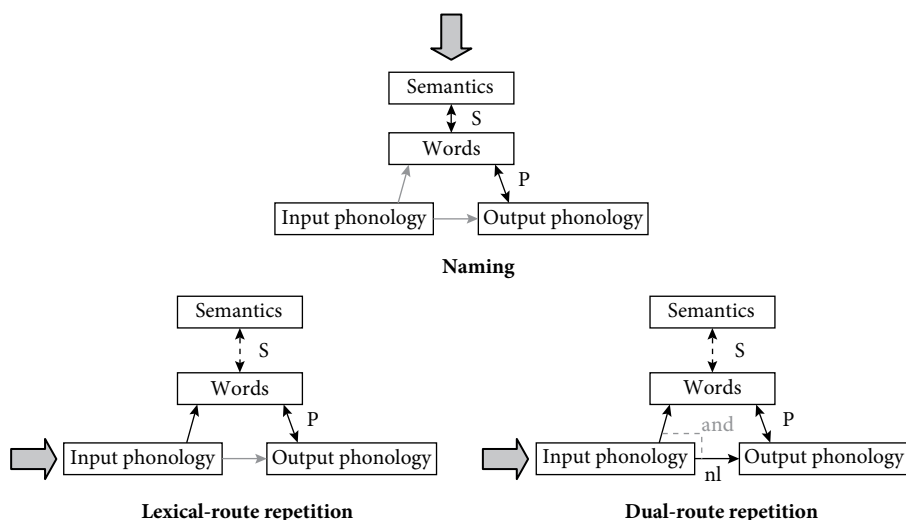 Semantics
S
Words
P
Input phonology
Output phonology
Naming
Semantics
S
Words
P
Input phonology
Output phonology
Lexical-route repetition
Semantics
S
Words
and
P
Input phonology
nl
Output phonology
Dual-route repetition